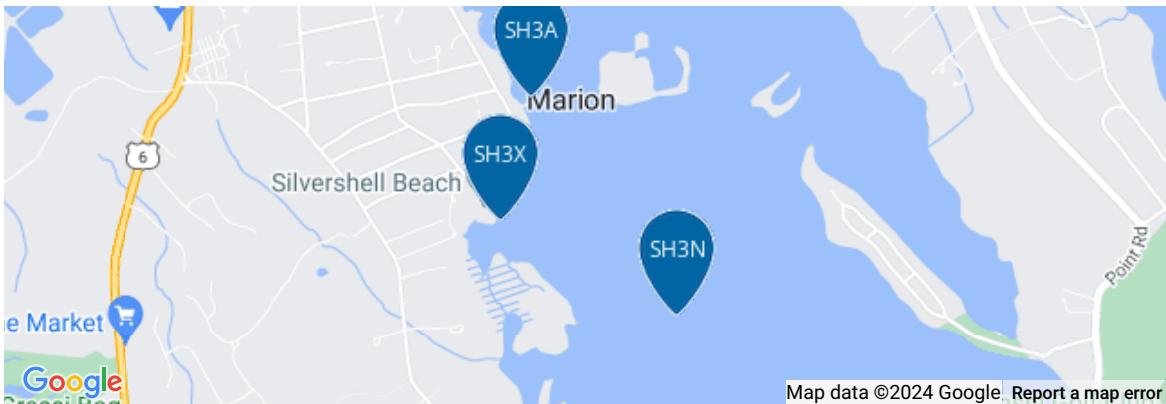 SH3A
Marion
SH3X
6
Silvershell Beach
SH3N
Point Rd
e Market
Google
Map data ©2024 Google Report a map error